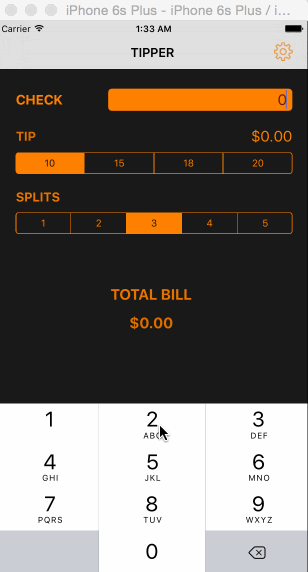 iPhone 6s Plus - iPhone 6s Plus / i...
Carrier 1:33 AM
TIPPER
CHECK 0
TIP $0.00
10 15 18 20
SPLITS
1 2 3 4 5
TOTAL BILL
$0.00
1 2 3
ABC DEF
4 5 6
GHI JKL MNO
7 8 9
PQRS TUV WXYZ
0